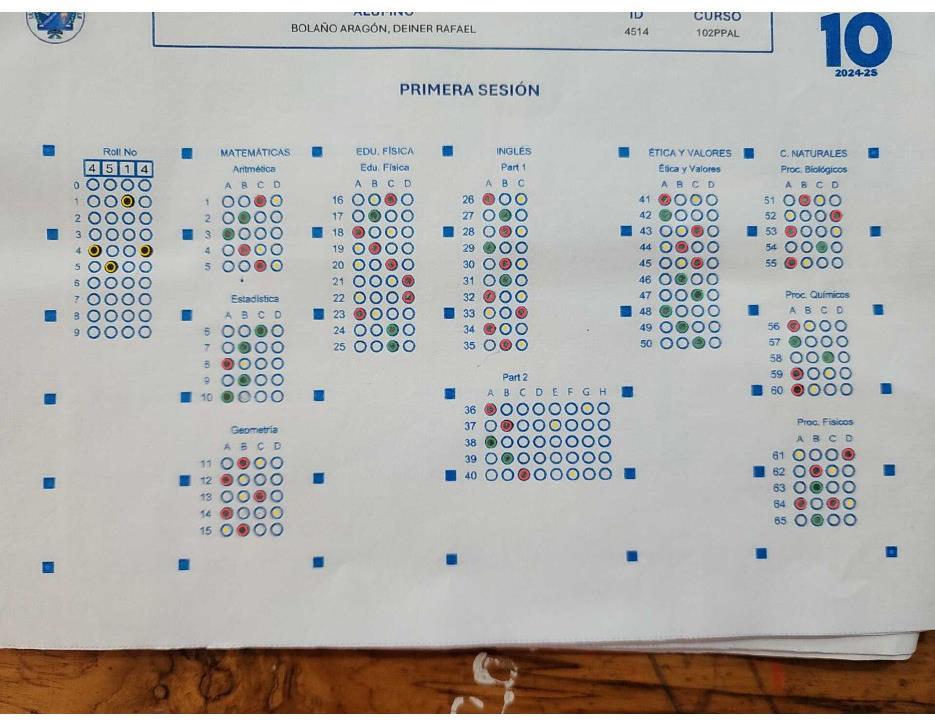 ALUMNO ID CURSO
BOLAÑO ARAGÓN, DEINER RAFAEL 4514 102PPAL
10
2024-2S
PRIMERA SESIÓN
Roll No
4 5 1 4
0
1
2
3
4
5
6
7
8
9
MATEMÁTICAS
Aritmética
A B C D
1
2
3
4
5
Estadística
A B C D
6
7
8
9
10
Geometría
A B C D
11
12
13
14
15
EDU. FÍSICA
Edu. Física
A B C D
16
17
18
19
20
21
22
23
24
25
INGLÉS
Part 1
A B C
26
27
28
29
30
31
32
33
34
35
Part 2
A B C D E F G H
36
37
38
39
40
ÉTICA Y VALORES
Ética y Valores
A B C D
41
42
43
44
45
46
47
48
49
50
C. NATURALES
Proc. Biológicos
A B C D
51
52
53
54
55
Proc. Químicos
A B C D
56
57
58
59
60
Proc. Físicos
A B C D
61
62
63
64
65